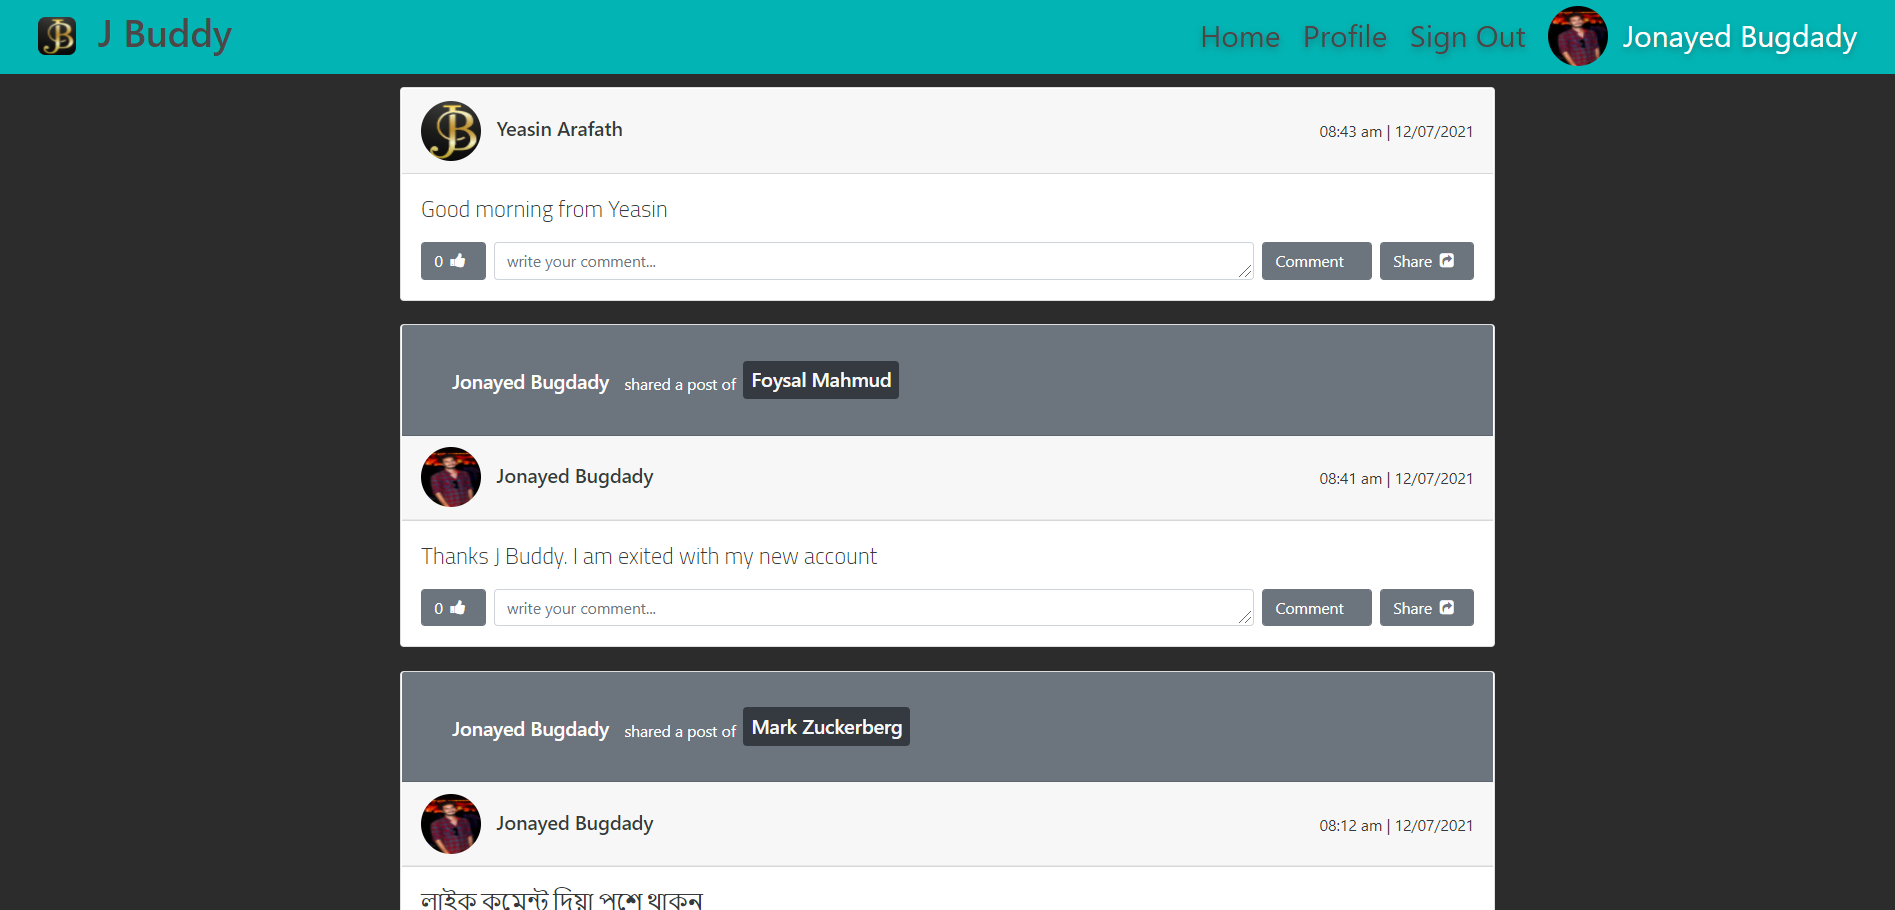 J Buddy
Home Profile Sign Out Jonayed Bugdady
Yeasin Arafath 08:43 am | 12/07/2021
Good morning from Yeasin
0 write your comment... Comment Share
Jonayed Bugdady shared a post of Foysal Mahmud
Jonayed Bugdady 08:41 am | 12/07/2021
Thanks J Buddy. I am exited with my new account
0 write your comment... Comment Share
Jonayed Bugdady shared a post of Mark Zuckerberg
Jonayed Bugdady 08:12 am | 12/07/2021
লাইক কমেন্ট দিয়া পশে থাকন